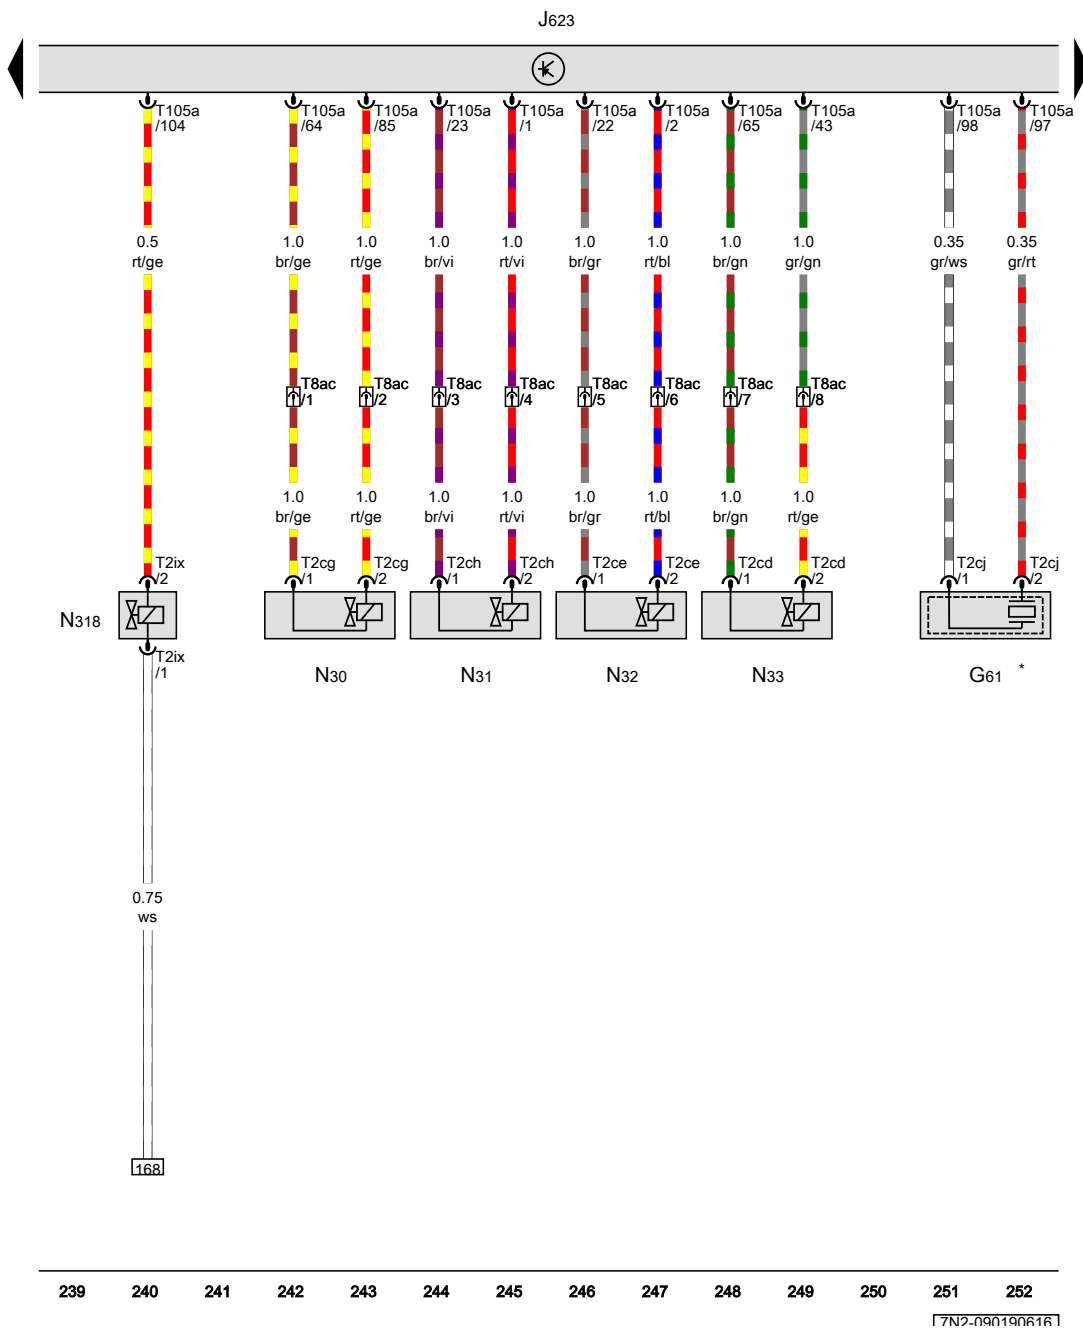 J623
T105a T105a T105a T105a T105a T105a T105a T105a T105a T105a T105a
/104 /64 /85 /23 /1 /22 /2 /65 /43 /98 /97
0.5 1.0 1.0 1.0 1.0 1.0 1.0 1.0 1.0 0.35 0.35
rt/ge br/ge rt/ge br/vi rt/vi br/gr rt/bl br/gn gr/gn gr/ws gr/rt
T8ac T8ac T8ac T8ac T8ac T8ac T8ac T8ac
/1 /2 /3 /4 /5 /6 /7 /8
1.0 1.0 1.0 1.0 1.0 1.0 1.0 1.0
br/ge rt/ge br/vi rt/vi br/gr rt/bl br/gn rt/ge
T2ix T2cg T2cg T2ch T2ch T2ce T2ce T2cd T2cd T2cj T2cj
/2 /1 /2 /1 /2 /1 /2 /1 /2 /1 /2
N318
T2ix
/1
N30 N31 N32 N33 G61 *
0.75
ws
168
239 240 241 242 243 244 245 246 247 248 249 250 251 252
7N2-090190616